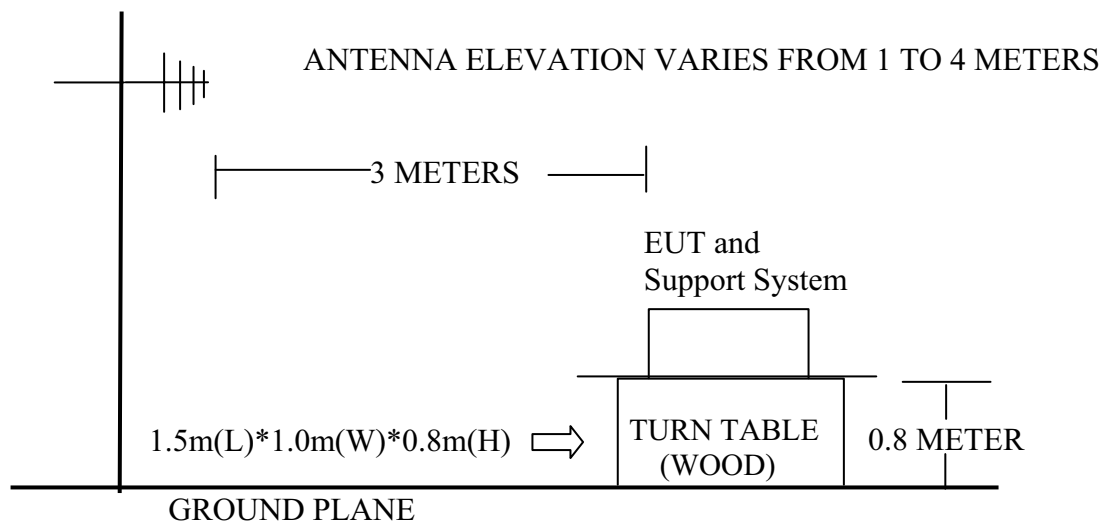 ANTENNA ELEVATION VARIES FROM 1 TO 4 METERS
3 METERS
EUT and
Support System
1.5m(L)*1.0m(W)*0.8m(H)
TURN TABLE
(WOOD)
0.8 METER
GROUND PLANE